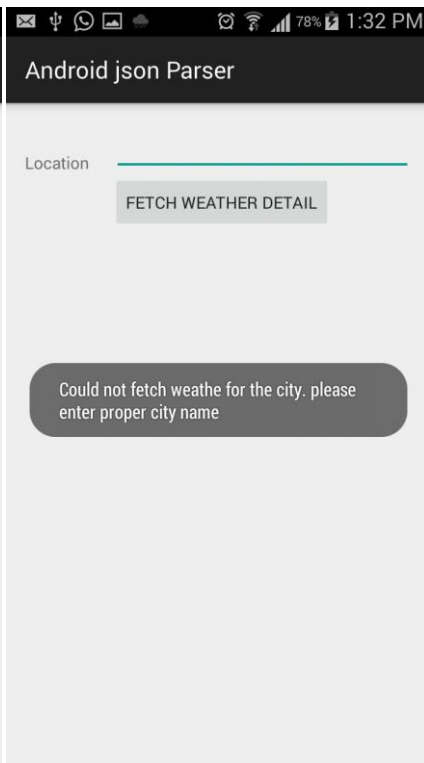 78% 1:32 PM
Android json Parser
Location
FETCH WEATHER DETAIL
Could not fetch weathe for the city. please
enter proper city name